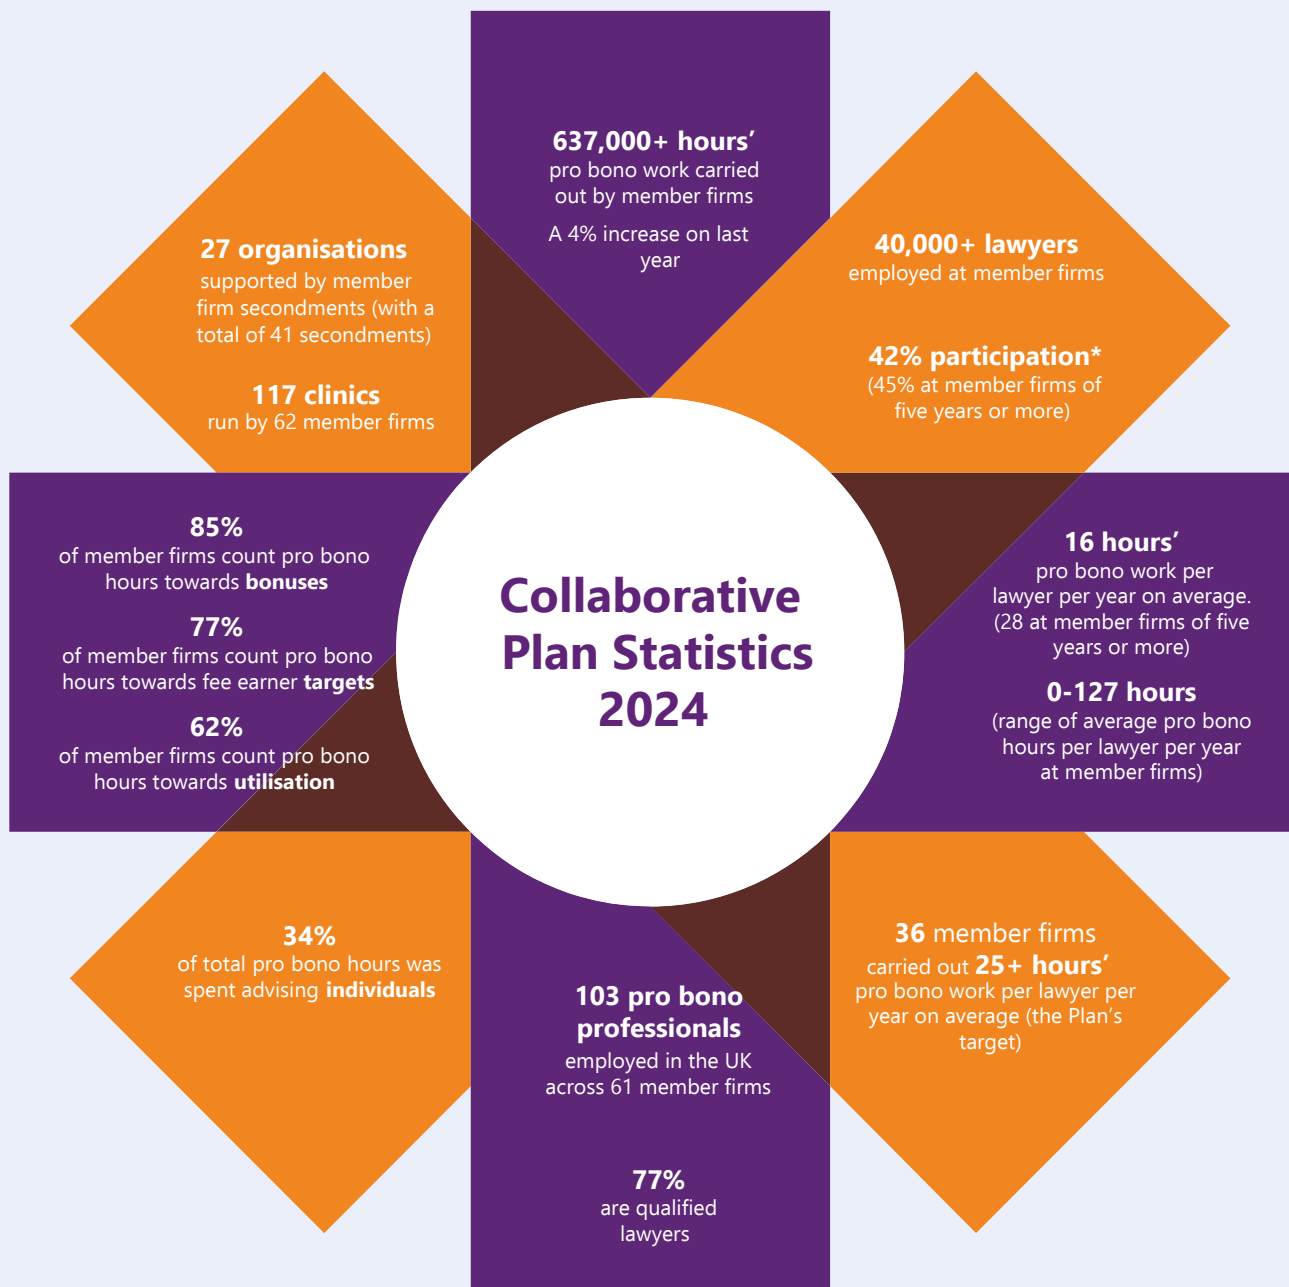 637,000+ hours’
pro bono work carried
out by member firms
A 4% increase on last
year
40,000+ lawyers
employed at member firms
42% participation*
(45% at member firms of
five years or more)
16 hours’
pro bono work per
lawyer per year on average.
(28 at member firms of five
years or more)
0-127 hours
(range of average pro bono
hours per lawyer per year
at member firms)
36 member firms
carried out 25+ hours’
pro bono work per lawyer per
year on average (the Plan’s
target)
103 pro bono
professionals
employed in the UK
across 61 member firms
77%
are qualified
lawyers
34%
of total pro bono hours was
spent advising individuals
85%
of member firms count pro bono
hours towards bonuses
77%
of member firms count pro bono
hours towards fee earner targets
62%
of member firms count pro bono
hours towards utilisation
27 organisations
supported by member
firm secondments (with a
total of 41 secondments)
117 clinics
run by 62 member firms
Collaborative
Plan Statistics
2024